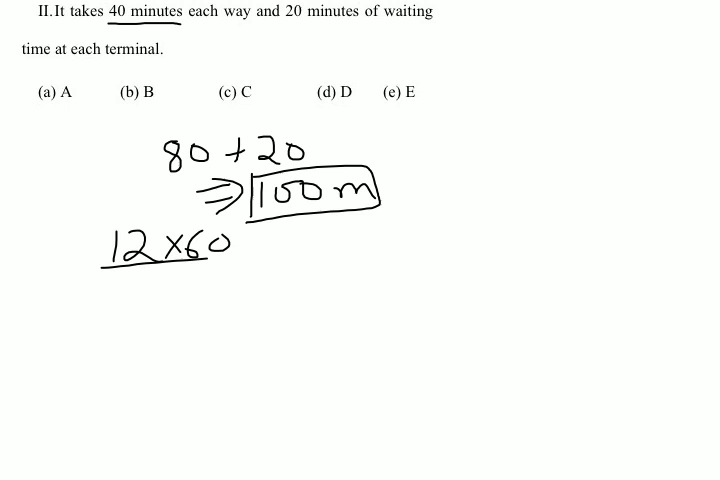 II.It takes 40 minutes each way and 20 minutes of waiting
time at each terminal.
(a) A (b) B (c) C (d) D (e) E
80 + 20
⇒ 100 m
12 x 60